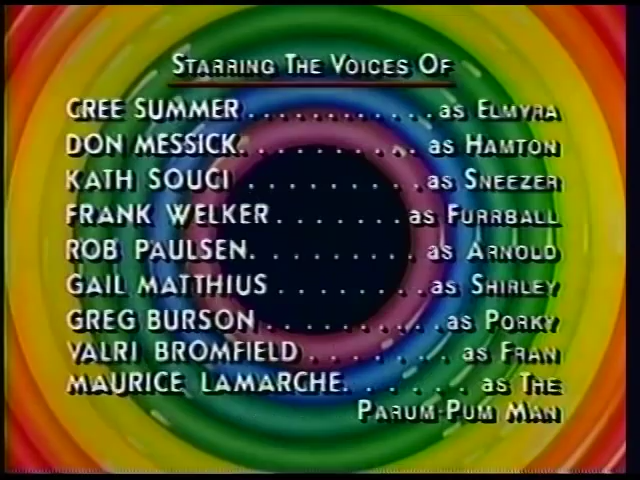 STARRING THE VOICES OF
CREE SUMMER . . . . . . . . . . . . as ELMYRA
DON MESSICK. . . . . . . . . . as HAMTON
KATH SOUCI . . . . . . . . . as SNEEZER
FRANK WELKER . . . . . . . as FURRBALL
ROB PAULSEN. . . . . . . . . as ARNOLD
GAIL MATTHIUS . . . . . . . as SHIRLEY
GREG BURSON . . . . . . . . . as PORKY
VALRI BROMFIELD . . . . . . . as FRAN
MAURICE LAMARCHE. . . . . . as THE
PARUM-PUM MAN